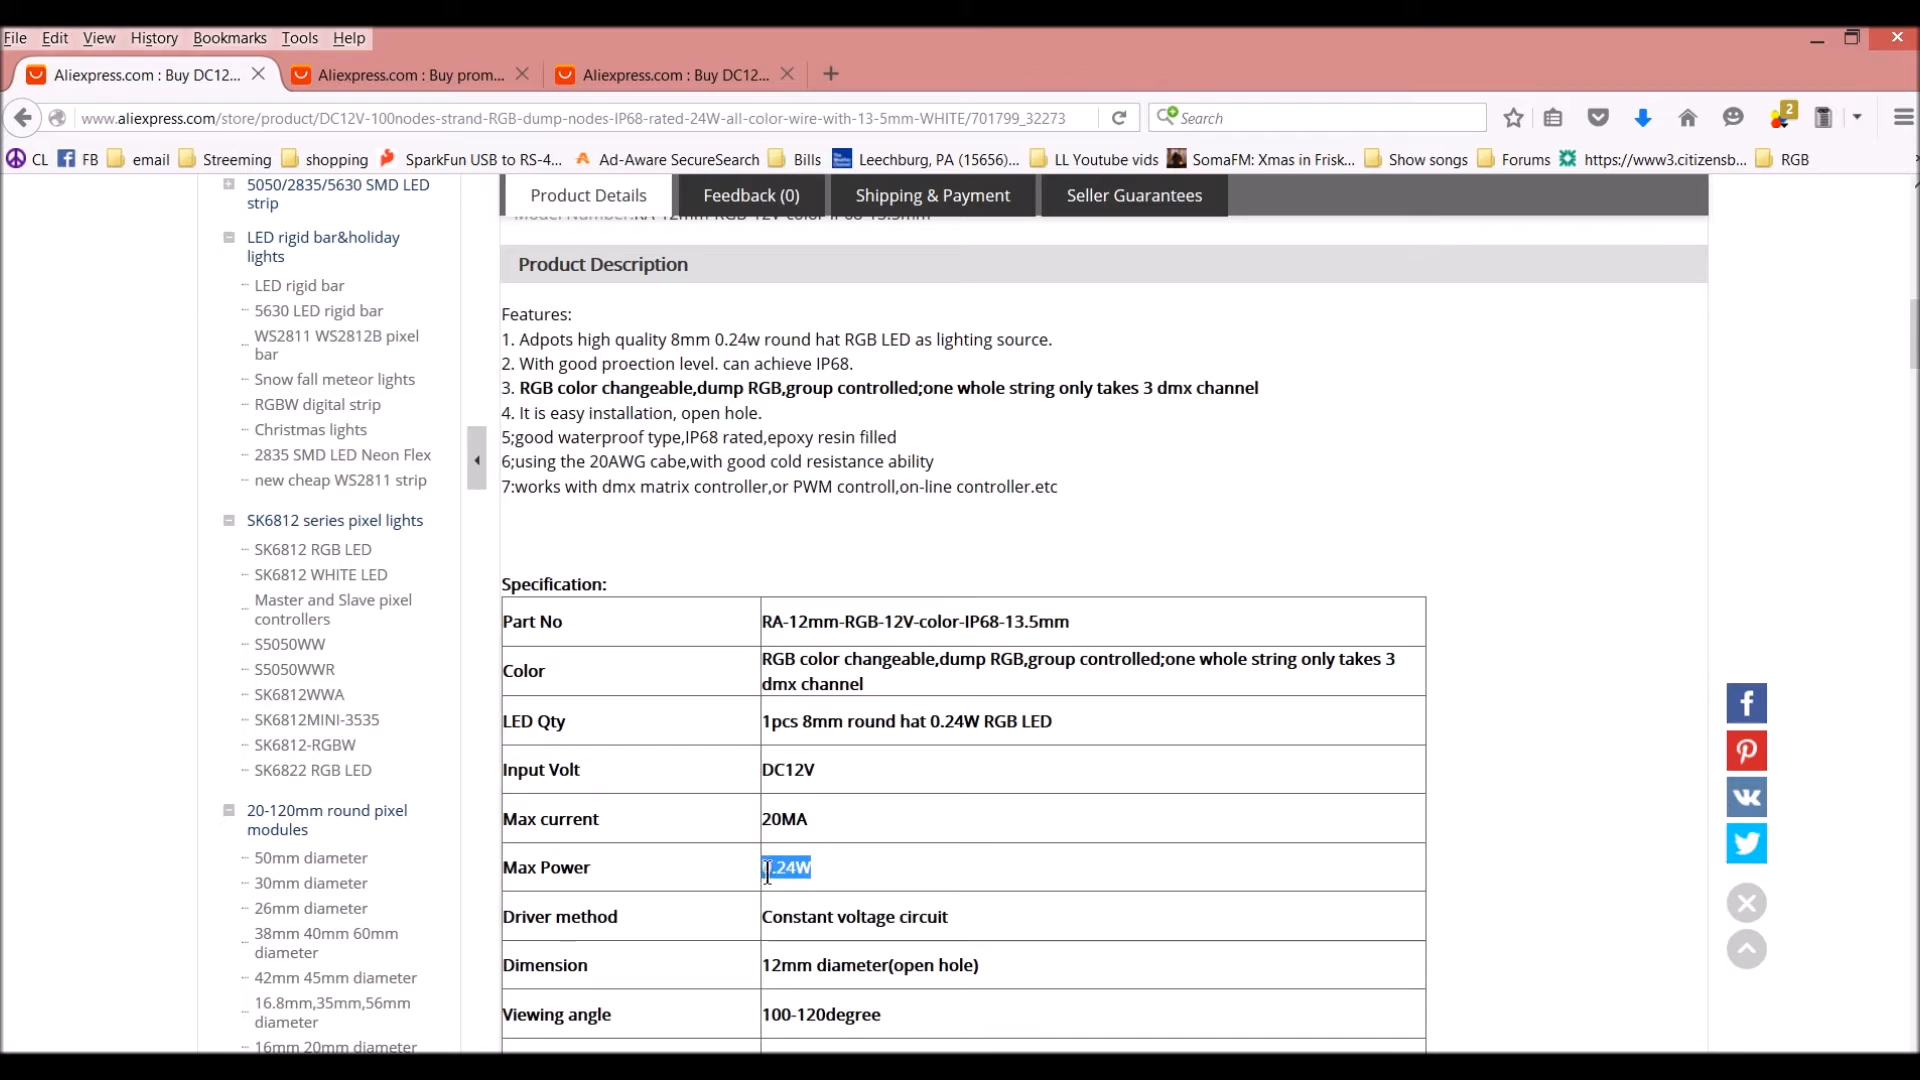 File Edit View History Bookmarks Tools Help
Aliexpress.com : Buy DC12... Aliexpress.com : Buy prom... Aliexpress.com : Buy DC12...
www.aliexpress.com/store/product/DC12V-100nodes-strand-RGB-dump-nodes-IP68-rated-24W-all-color-wire-with-13-5mm-WHITE/701799_32273 Search 2
CL FB email Streeming shopping SparkFun USB to RS-4... Ad-Aware SecureSearch Bills Leechburg, PA (15656)... LL Youtube vids SomaFM: Xmas in Frisk... Show songs Forums https://www3.citizensb... RGB
5050/2835/5630 SMD LED
strip
LED rigid bar&holiday
lights
LED rigid bar
5630 LED rigid bar
WS2811 WS2812B pixel
bar
Snow fall meteor lights
RGBW digital strip
Christmas lights
2835 SMD LED Neon Flex
new cheap WS2811 strip
SK6812 series pixel lights
SK6812 RGB LED
SK6812 WHITE LED
Master and Slave pixel
controllers
S5050WW
S5050WWR
SK6812WWA
SK6812MINI-3535
SK6812-RGBW
SK6822 RGB LED
20-120mm round pixel
modules
50mm diameter
30mm diameter
26mm diameter
38mm 40mm 60mm
diameter
42mm 45mm diameter
16.8mm,35mm,56mm
diameter
16mm 20mm diameter
Product Details Feedback (0) Shipping & Payment Seller Guarantees
Model Number:RA-12mm-RGB-12V-color-IP68-13.5mm
Product Description
Features:
1. Adpots high quality 8mm 0.24w round hat RGB LED as lighting source.
2. With good proection level. can achieve IP68.
3. RGB color changeable,dump RGB,group controlled;one whole string only takes 3 dmx channel
4. It is easy installation, open hole.
5;good waterproof type,IP68 rated,epoxy resin filled
6;using the 20AWG cabe,with good cold resistance ability
7:works with dmx matrix controller,or PWM controll,on-line controller.etc
Specification:
Part No RA-12mm-RGB-12V-color-IP68-13.5mm
Color RGB color changeable,dump RGB,group controlled;one whole string only takes 3
dmx channel
LED Qty 1pcs 8mm round hat 0.24W RGB LED
Input Volt DC12V
Max current 20MA
Max Power 0.24W
Driver method Constant voltage circuit
Dimension 12mm diameter(open hole)
Viewing angle 100-120degree